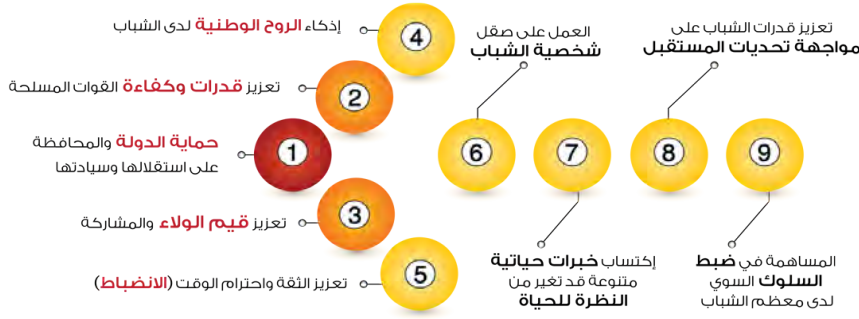 1
حماية الدولة والمحافظة
على استقلالها وسيادتها
2
تعزيز قدرات وكفاءة القوات المسلحة
3
تعزيز قيم الولاء والمشاركة
4
إذكاء الروح الوطنية لدى الشباب
5
تعزيز الثقة واحترام الوقت (الانضباط)
6
العمل على صقل
شخصية الشباب
7
إكتساب خبرات حياتية
متنوعة قد تغير من
النظرة للحياة
8
تعزيز قدرات الشباب على
مواجهة تحديات المستقبل
9
المساهمة في ضبط
السلوك السوي
لدى معظم الشباب